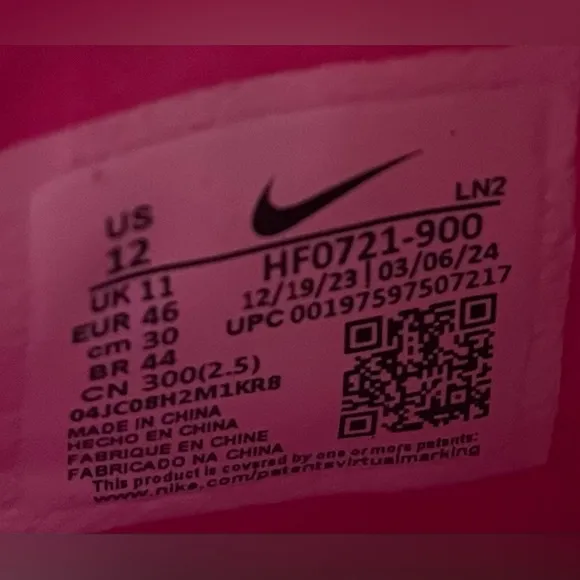 LN2
US
12
HF0721-900
UK 11
12/19/23 | 03/06/24
EUR 46
UPC 00197597507217
cm 30
BR 44
CN 300(2.5)
04JC08H2M1KR8
MADE IN CHINA
HECHO EN CHINA
FABRIQUE EN CHINE
FABRICADO NA CHINA
This product is covered by one or more patents:
www.nike.com/patentsvirtualmarking